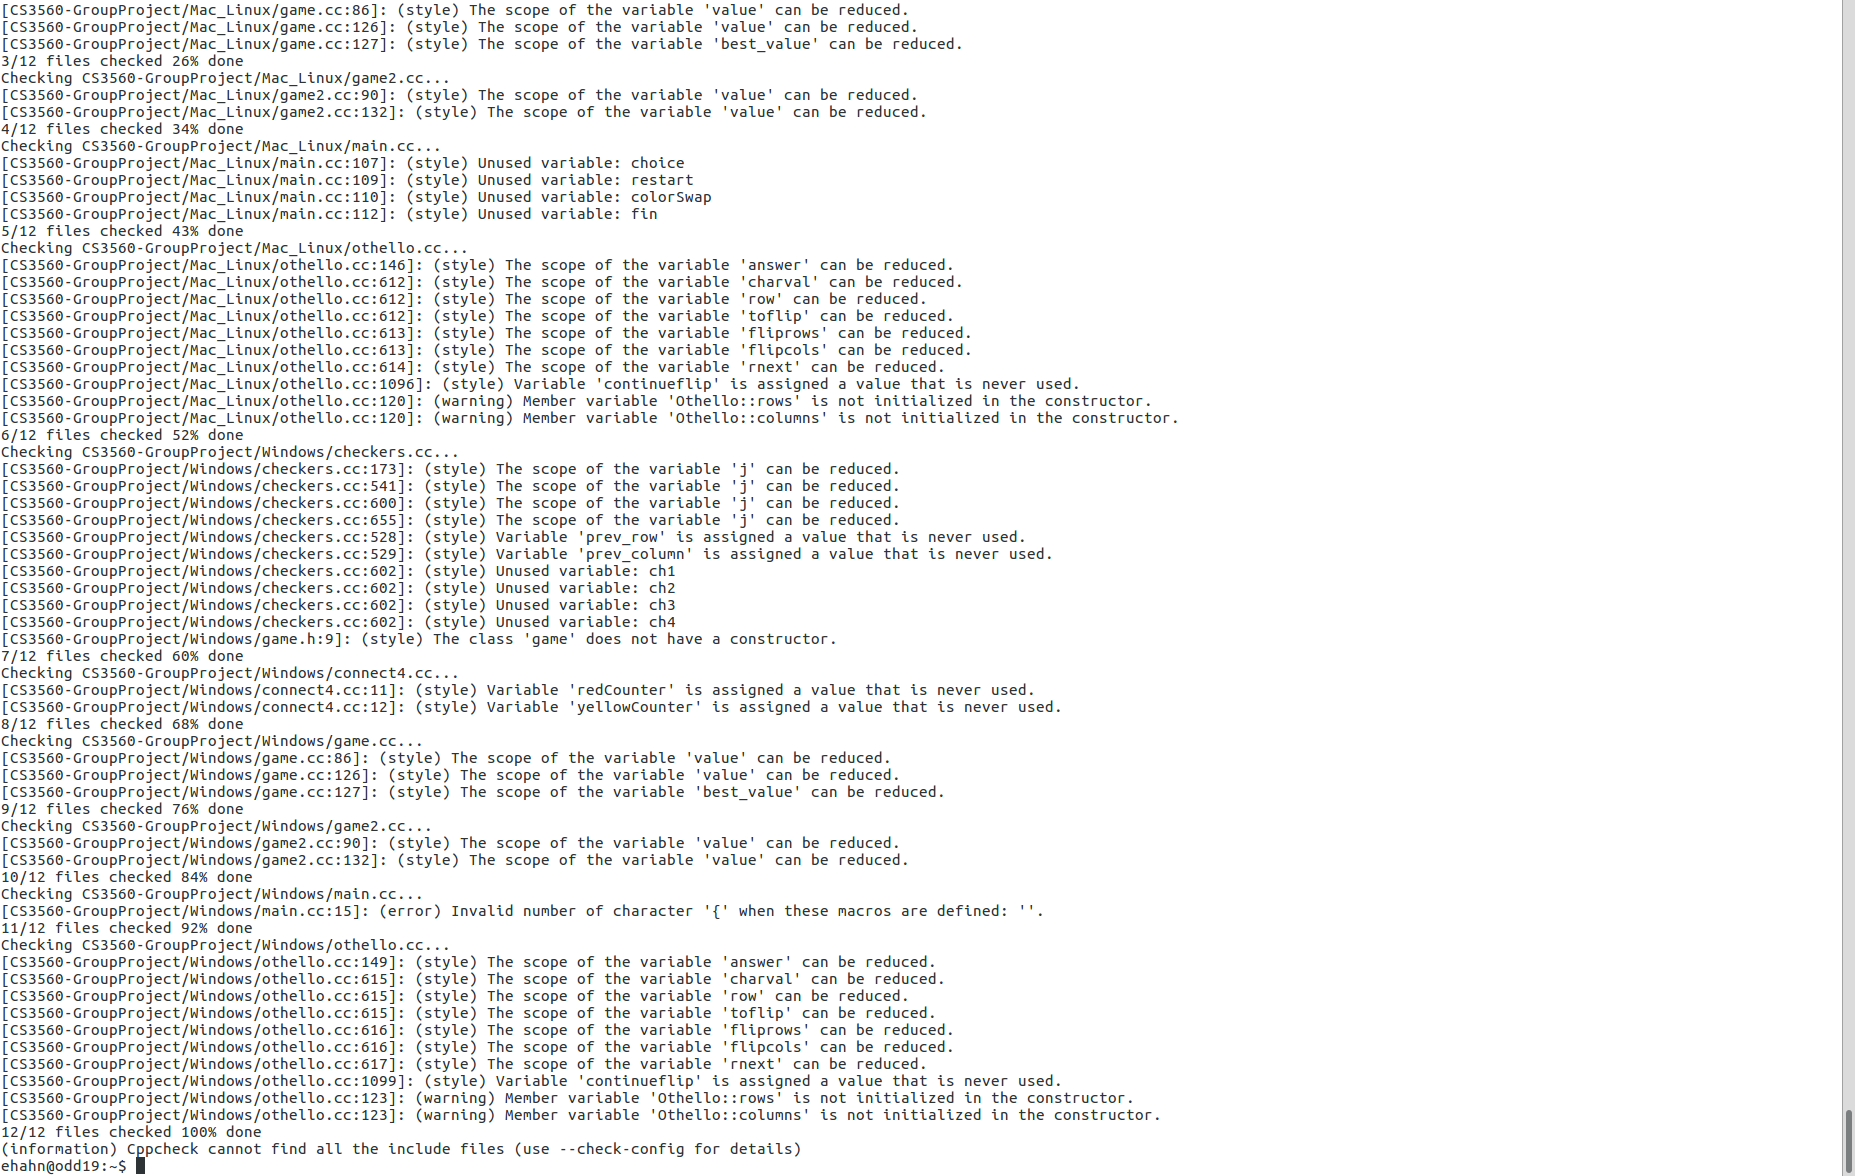 [CS3560-GroupProject/Mac_Linux/game.cc:86]: (style) The scope of the variable 'value' can be reduced.
[CS3560-GroupProject/Mac_Linux/game.cc:126]: (style) The scope of the variable 'value' can be reduced.
[CS3560-GroupProject/Mac_Linux/game.cc:127]: (style) The scope of the variable 'best_value' can be reduced.
3/12 files checked 26% done
Checking CS3560-GroupProject/Mac_Linux/game2.cc...
[CS3560-GroupProject/Mac_Linux/game2.cc:90]: (style) The scope of the variable 'value' can be reduced.
[CS3560-GroupProject/Mac_Linux/game2.cc:132]: (style) The scope of the variable 'value' can be reduced.
4/12 files checked 34% done
Checking CS3560-GroupProject/Mac_Linux/main.cc...
[CS3560-GroupProject/Mac_Linux/main.cc:107]: (style) Unused variable: choice
[CS3560-GroupProject/Mac_Linux/main.cc:109]: (style) Unused variable: restart
[CS3560-GroupProject/Mac_Linux/main.cc:110]: (style) Unused variable: colorSwap
[CS3560-GroupProject/Mac_Linux/main.cc:112]: (style) Unused variable: fin
5/12 files checked 43% done
Checking CS3560-GroupProject/Mac_Linux/othello.cc...
[CS3560-GroupProject/Mac_Linux/othello.cc:146]: (style) The scope of the variable 'answer' can be reduced.
[CS3560-GroupProject/Mac_Linux/othello.cc:612]: (style) The scope of the variable 'charval' can be reduced.
[CS3560-GroupProject/Mac_Linux/othello.cc:612]: (style) The scope of the variable 'row' can be reduced.
[CS3560-GroupProject/Mac_Linux/othello.cc:612]: (style) The scope of the variable 'toflip' can be reduced.
[CS3560-GroupProject/Mac_Linux/othello.cc:613]: (style) The scope of the variable 'fliprows' can be reduced.
[CS3560-GroupProject/Mac_Linux/othello.cc:613]: (style) The scope of the variable 'flipcols' can be reduced.
[CS3560-GroupProject/Mac_Linux/othello.cc:614]: (style) The scope of the variable 'rnext' can be reduced.
[CS3560-GroupProject/Mac_Linux/othello.cc:1096]: (style) Variable 'continueflip' is assigned a value that is never used.
[CS3560-GroupProject/Mac_Linux/othello.cc:120]: (warning) Member variable 'Othello::rows' is not initialized in the constructor.
[CS3560-GroupProject/Mac_Linux/othello.cc:120]: (warning) Member variable 'Othello::columns' is not initialized in the constructor.
6/12 files checked 52% done
Checking CS3560-GroupProject/Windows/checkers.cc...
[CS3560-GroupProject/Windows/checkers.cc:173]: (style) The scope of the variable 'j' can be reduced.
[CS3560-GroupProject/Windows/checkers.cc:541]: (style) The scope of the variable 'j' can be reduced.
[CS3560-GroupProject/Windows/checkers.cc:600]: (style) The scope of the variable 'j' can be reduced.
[CS3560-GroupProject/Windows/checkers.cc:655]: (style) The scope of the variable 'j' can be reduced.
[CS3560-GroupProject/Windows/checkers.cc:528]: (style) Variable 'prev_row' is assigned a value that is never used.
[CS3560-GroupProject/Windows/checkers.cc:529]: (style) Variable 'prev_column' is assigned a value that is never used.
[CS3560-GroupProject/Windows/checkers.cc:602]: (style) Unused variable: ch1
[CS3560-GroupProject/Windows/checkers.cc:602]: (style) Unused variable: ch2
[CS3560-GroupProject/Windows/checkers.cc:602]: (style) Unused variable: ch3
[CS3560-GroupProject/Windows/checkers.cc:602]: (style) Unused variable: ch4
[CS3560-GroupProject/Windows/game.h:9]: (style) The class 'game' does not have a constructor.
7/12 files checked 60% done
Checking CS3560-GroupProject/Windows/connect4.cc...
[CS3560-GroupProject/Windows/connect4.cc:11]: (style) Variable 'redCounter' is assigned a value that is never used.
[CS3560-GroupProject/Windows/connect4.cc:12]: (style) Variable 'yellowCounter' is assigned a value that is never used.
8/12 files checked 68% done
Checking CS3560-GroupProject/Windows/game.cc...
[CS3560-GroupProject/Windows/game.cc:86]: (style) The scope of the variable 'value' can be reduced.
[CS3560-GroupProject/Windows/game.cc:126]: (style) The scope of the variable 'value' can be reduced.
[CS3560-GroupProject/Windows/game.cc:127]: (style) The scope of the variable 'best_value' can be reduced.
9/12 files checked 76% done
Checking CS3560-GroupProject/Windows/game2.cc...
[CS3560-GroupProject/Windows/game2.cc:90]: (style) The scope of the variable 'value' can be reduced.
[CS3560-GroupProject/Windows/game2.cc:132]: (style) The scope of the variable 'value' can be reduced.
10/12 files checked 84% done
Checking CS3560-GroupProject/Windows/main.cc...
[CS3560-GroupProject/Windows/main.cc:15]: (error) Invalid number of character '{' when these macros are defined: ''.
11/12 files checked 92% done
Checking CS3560-GroupProject/Windows/othello.cc...
[CS3560-GroupProject/Windows/othello.cc:149]: (style) The scope of the variable 'answer' can be reduced.
[CS3560-GroupProject/Windows/othello.cc:615]: (style) The scope of the variable 'charval' can be reduced.
[CS3560-GroupProject/Windows/othello.cc:615]: (style) The scope of the variable 'row' can be reduced.
[CS3560-GroupProject/Windows/othello.cc:615]: (style) The scope of the variable 'toflip' can be reduced.
[CS3560-GroupProject/Windows/othello.cc:616]: (style) The scope of the variable 'fliprows' can be reduced.
[CS3560-GroupProject/Windows/othello.cc:616]: (style) The scope of the variable 'flipcols' can be reduced.
[CS3560-GroupProject/Windows/othello.cc:617]: (style) The scope of the variable 'rnext' can be reduced.
[CS3560-GroupProject/Windows/othello.cc:1099]: (style) Variable 'continueflip' is assigned a value that is never used.
[CS3560-GroupProject/Windows/othello.cc:123]: (warning) Member variable 'Othello::rows' is not initialized in the constructor.
[CS3560-GroupProject/Windows/othello.cc:123]: (warning) Member variable 'Othello::columns' is not initialized in the constructor.
12/12 files checked 100% done
(information) Cppcheck cannot find all the include files (use --check-config for details)
ehahn@odd19:~$